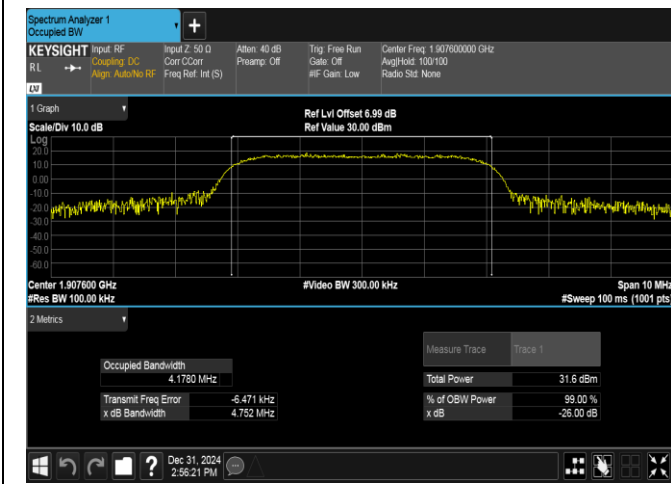 Spectrum Analyzer 1
Occupied BW
+
KEYSIGHT
RL
LXI
Input: RF
Coupling: DC
Align: Auto/No RF
Input Z: 50 Ω
Corr CCorr
Freq Ref: Int (S)
Atten: 40 dB
Preamp: Off
Trig: Free Run
Gate: Off
#IF Gain: Low
Center Freq: 1.907600000 GHz
Avg|Hold: 100/100
Radio Std: None
1 Graph
Scale/Div 10.0 dB
Ref Lvl Offset 6.99 dB
Ref Value 30.00 dBm
Log
20.0
10.0
0.00
-10.0
-20.0
-30.0
-40.0
-50.0
-60.0
Center 1.907600 GHz
#Res BW 100.00 kHz
#Video BW 300.00 kHz
Span 10 MHz
#Sweep 100 ms (1001 pts)
2 Metrics
Measure Trace Trace 1
Occupied Bandwidth
4.1780 MHz
Total Power 31.6 dBm
Transmit Freq Error -6.471 kHz
% of OBW Power 99.00 %
x dB Bandwidth 4.752 MHz
x dB -26.00 dB
?
Dec 31, 2024
2:56:21 PM